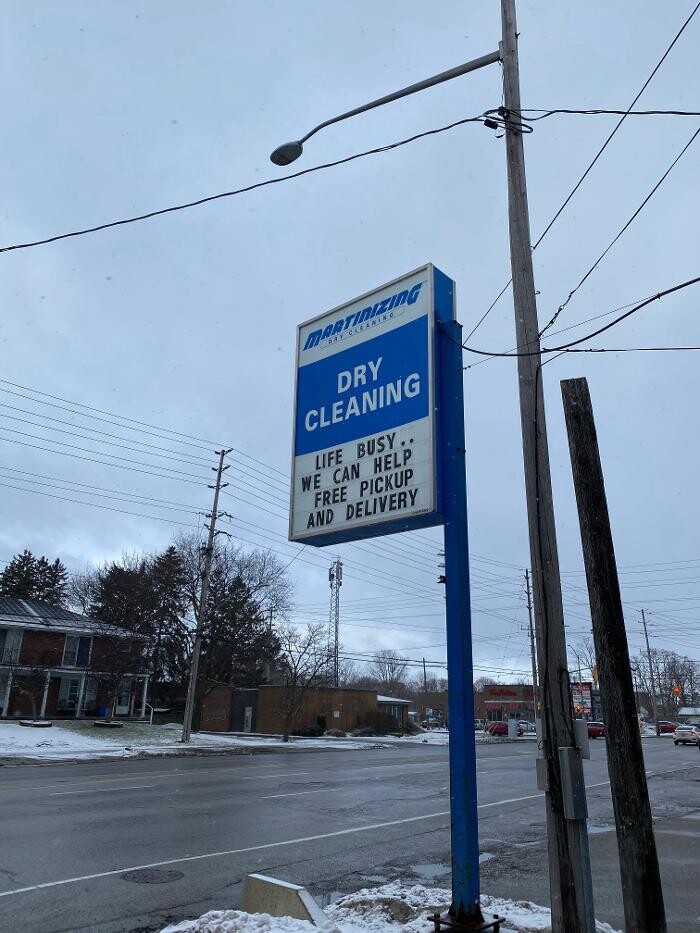 MARTINIZING
DRY CLEANING
DRY
CLEANING
LIFE BUSY..
WE CAN HELP
FREE PICKUP
AND DELIVERY